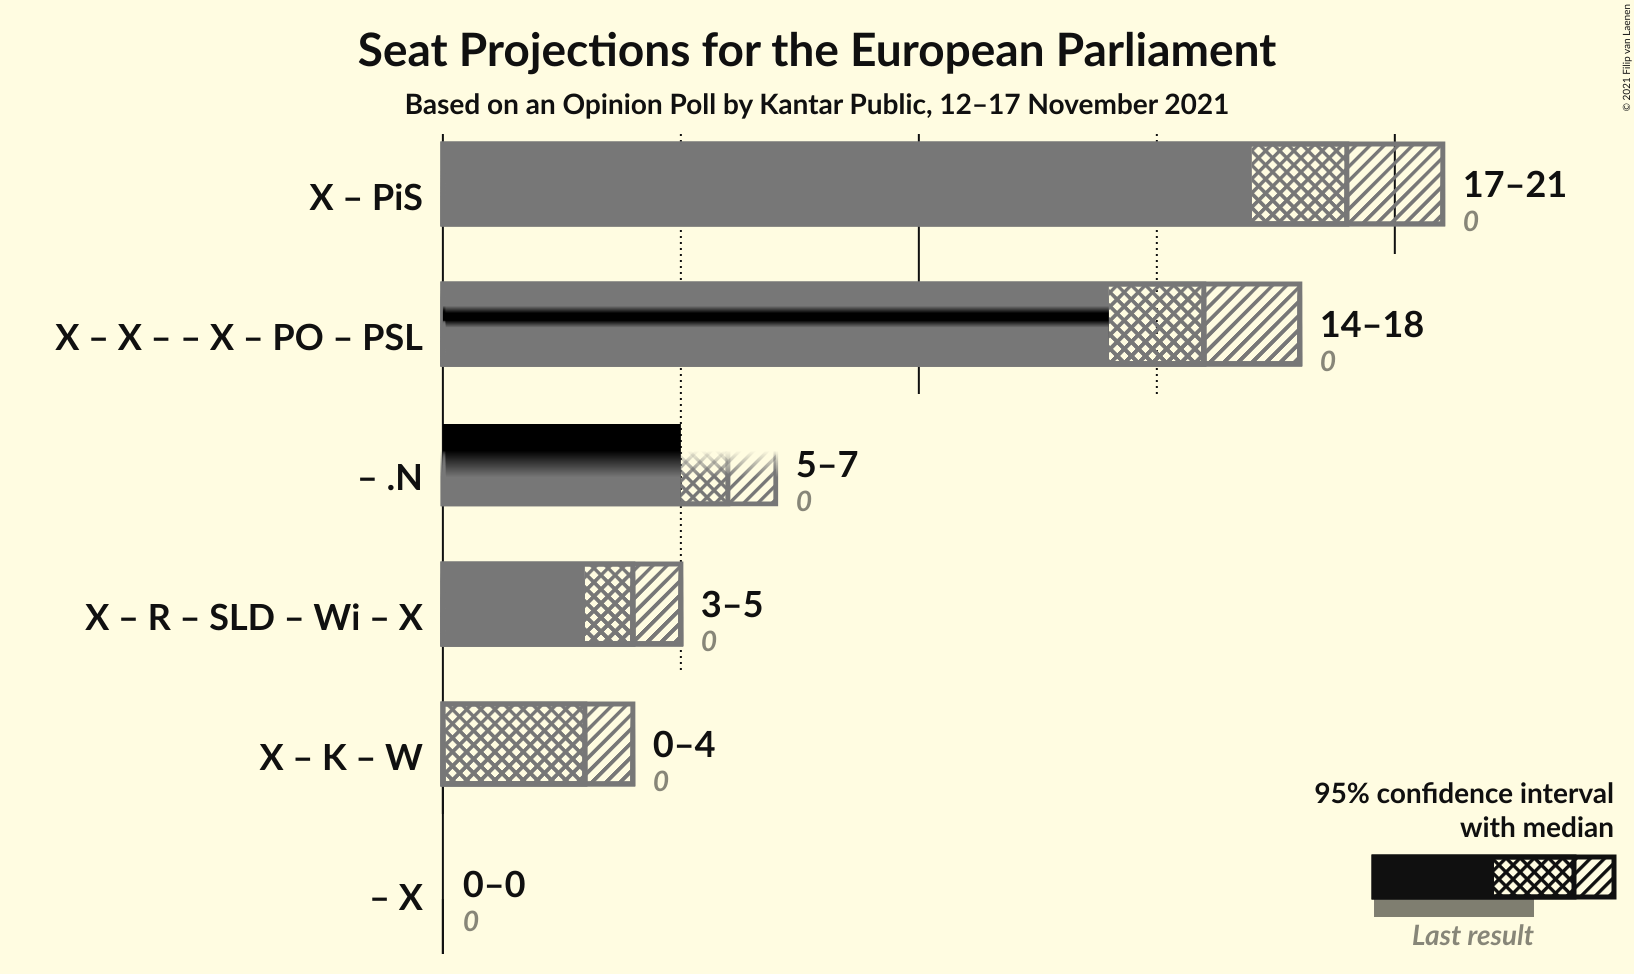 Seat Projections for the European Parliament
Based on an Opinion Poll by Kantar Public, 12–17 November 2021
© 2021 Filip van Laenen
X – PiS
17–21
0
X – X – – X – PO – PSL
14–18
0
– .N
5–7
0
X – R – SLD – Wi – X
3–5
0
X – K – W
0–4
0
– X
0–0
0
95% confidence interval
with median
Last result